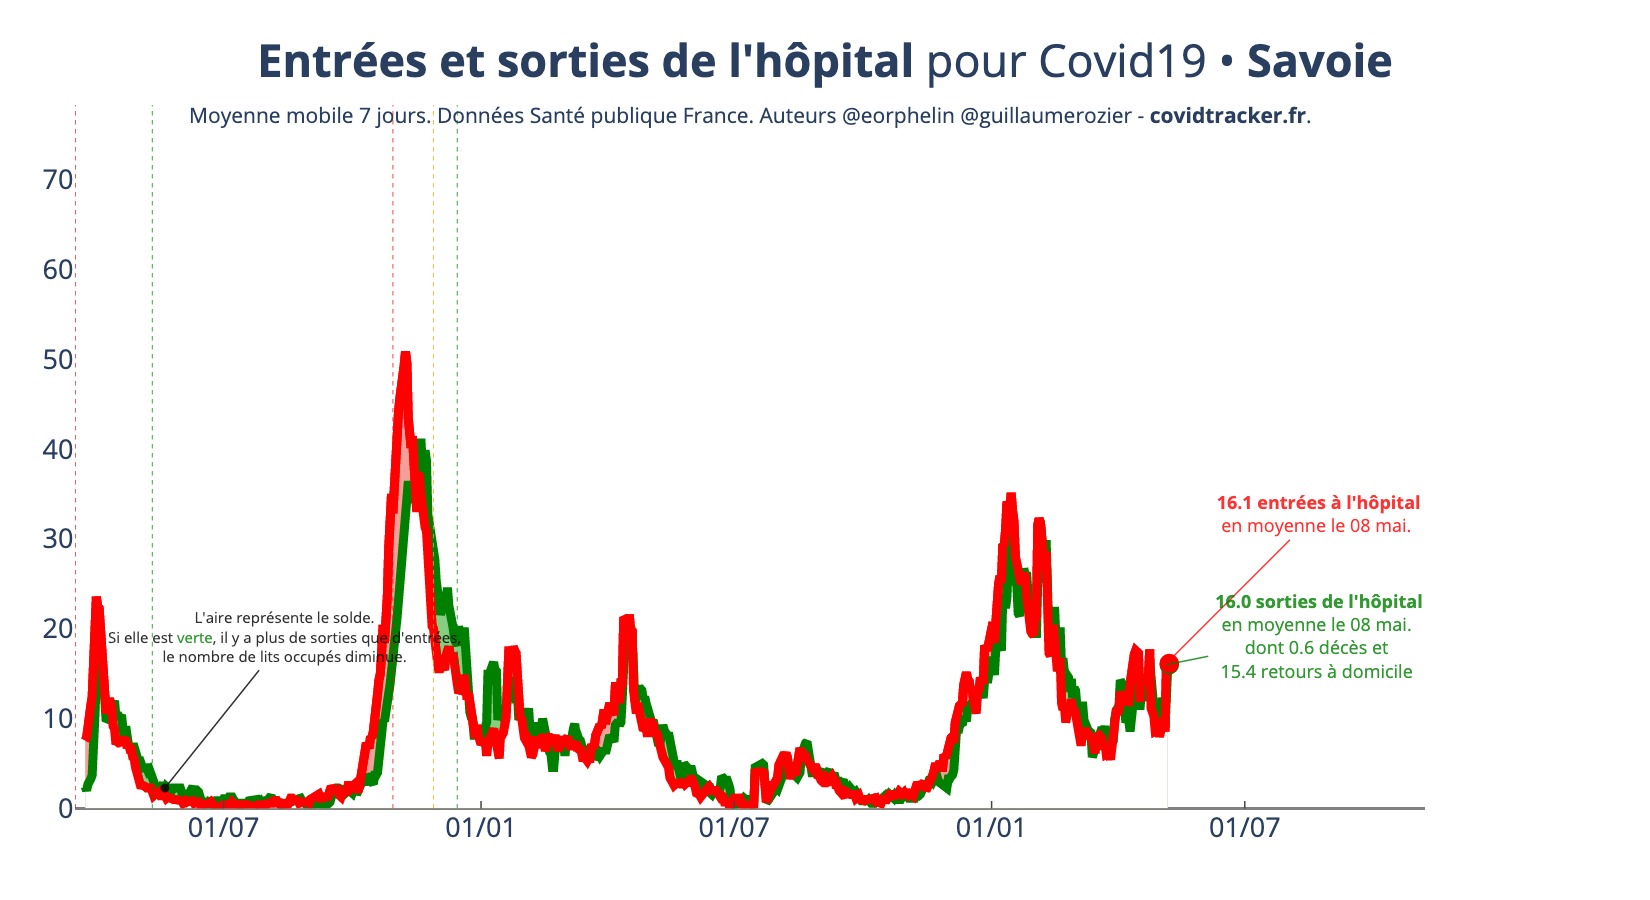 Entrées et sorties de l'hôpital pour Covid19 • Savoie
Moyenne mobile 7 jours. Données Santé publique France. Auteurs @eorphelin @guillaumerozier - covidtracker.fr.
70
60
50
40
30
20
10
0
16.1 entrées à l'hôpital
en moyenne le 08 mai.
16.0 sorties de l'hôpital
en moyenne le 08 mai.
dont 0.6 décès et
15.4 retours à domicile
L'aire représente le solde.
Si elle est verte, il y a plus de sorties que d'entrées,
le nombre de lits occupés diminue.
01/07
01/01
01/07
01/01
01/07